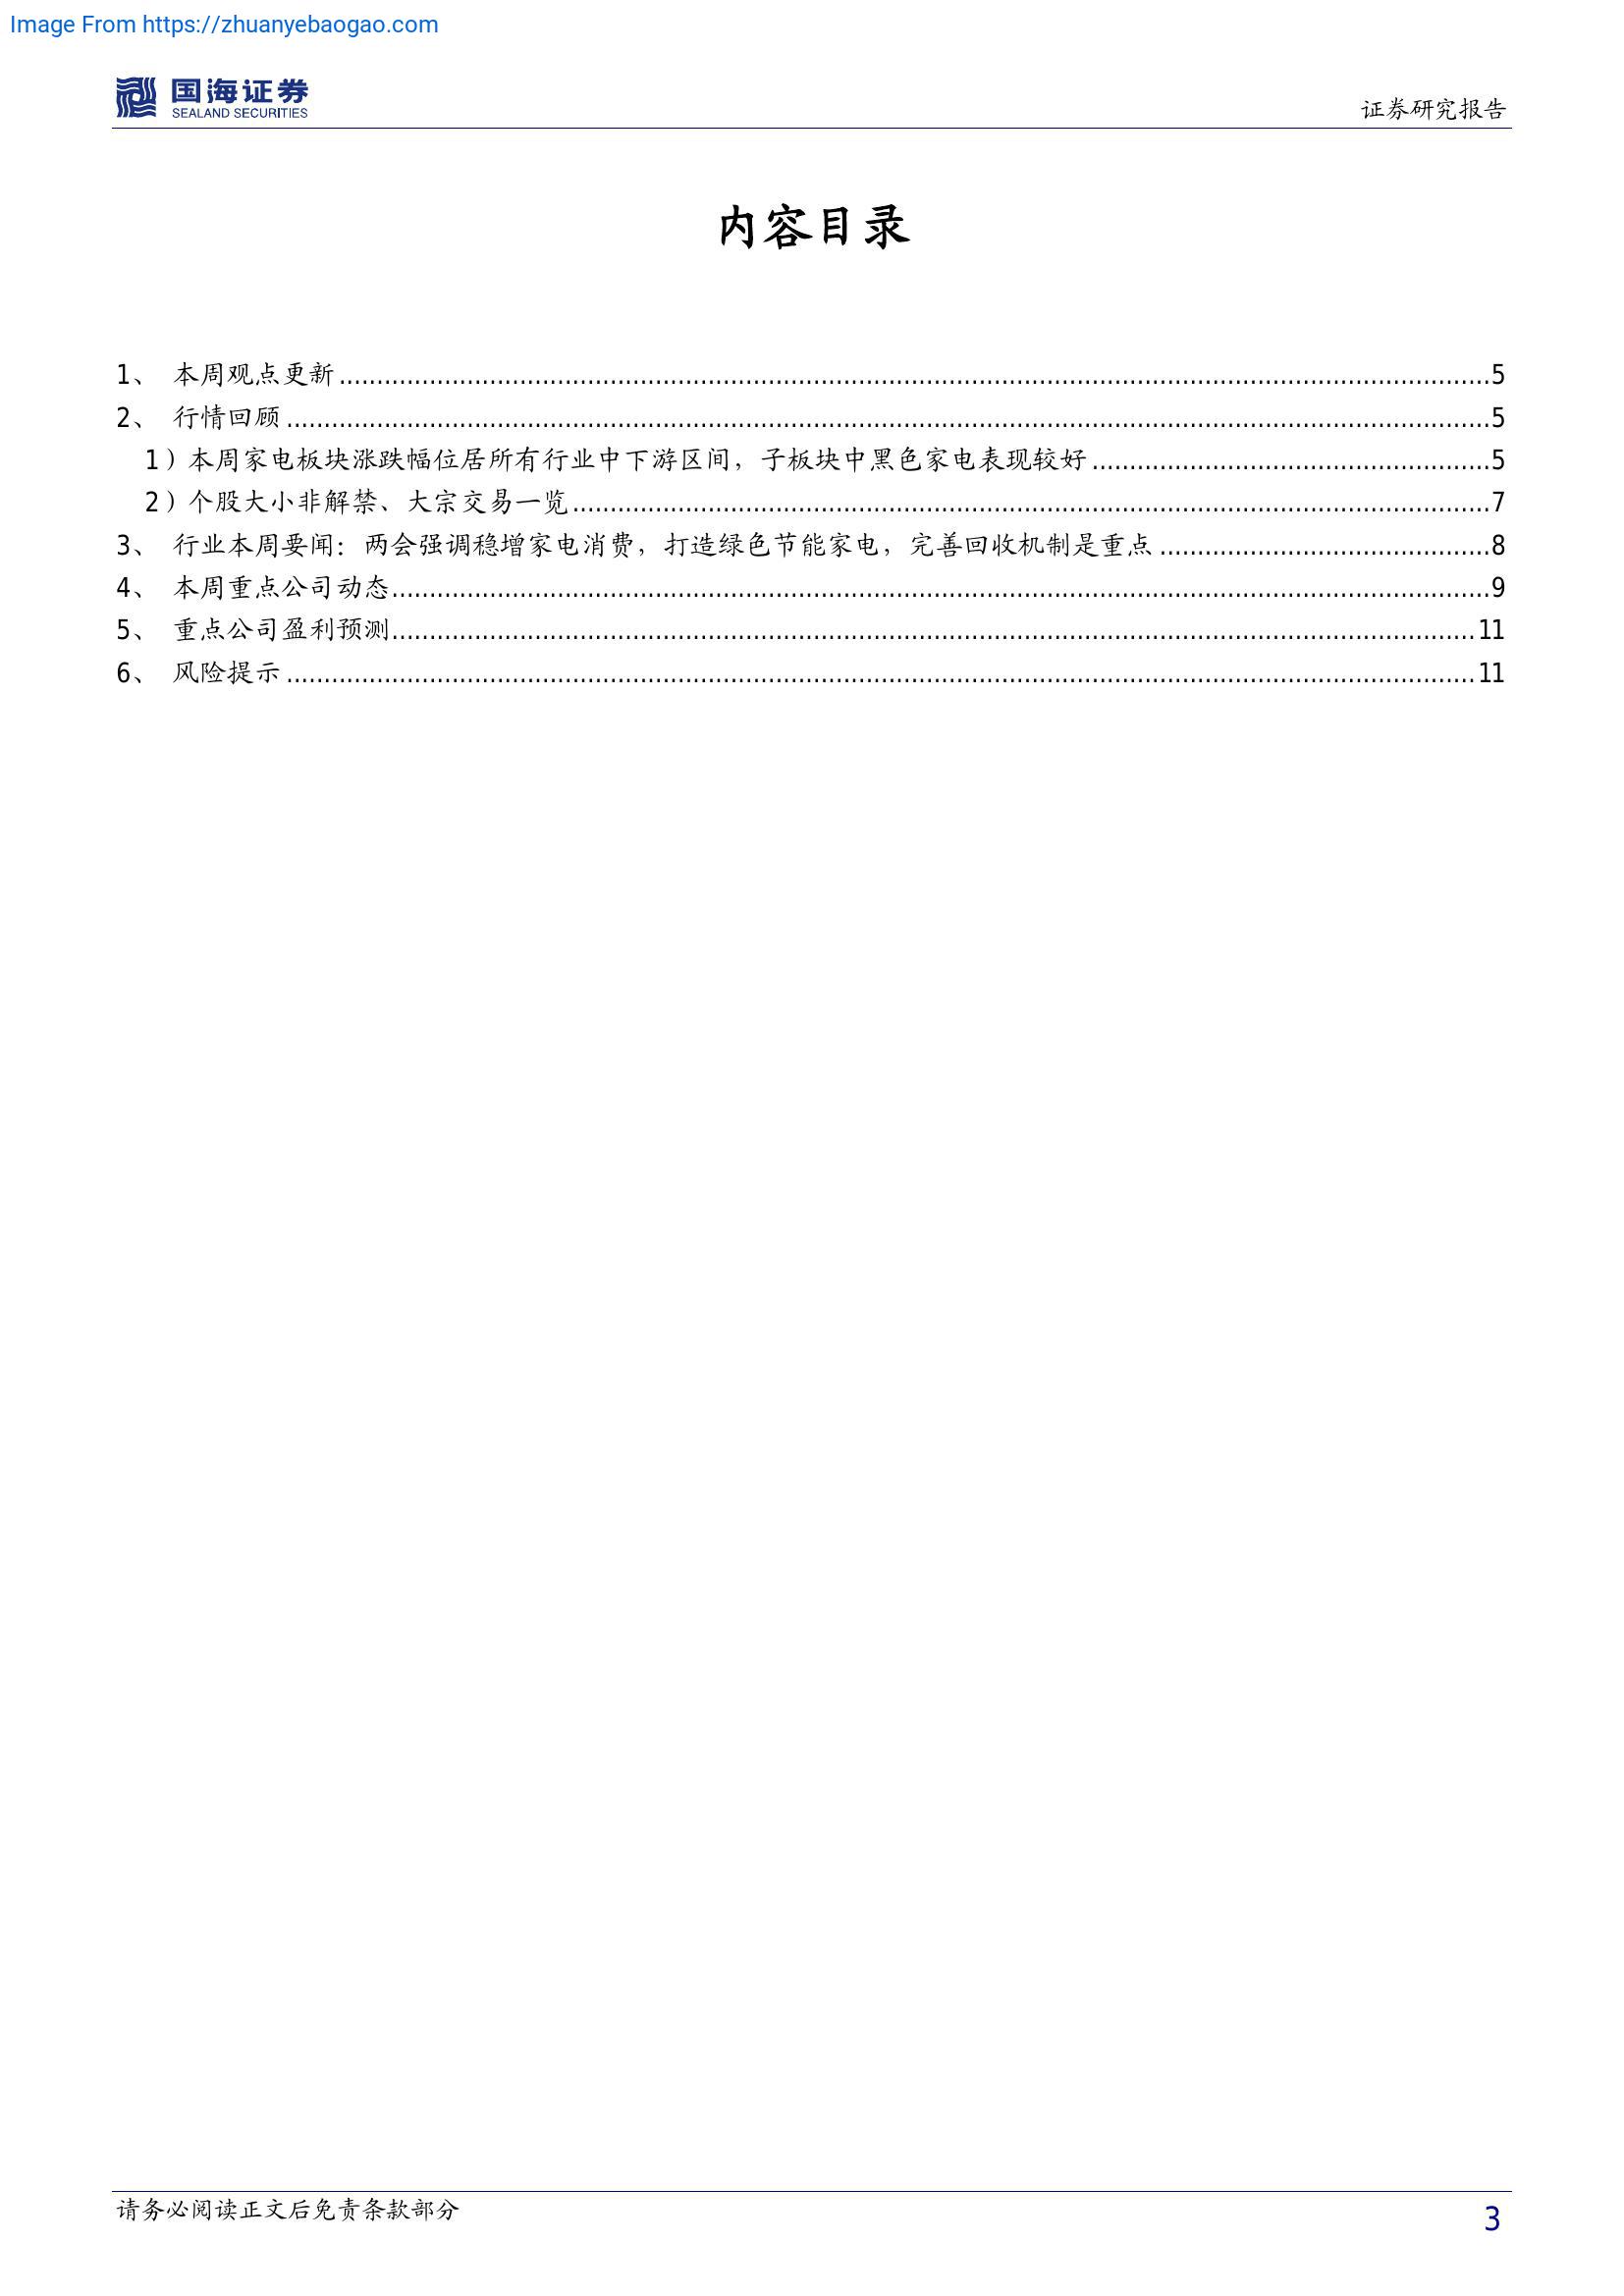 Image From https://zhuanyebaogao.com
国海证券
SEALAND SECURITIES
证券研究报告
内容目录
1、 本周观点更新........................................5
2、 行情回顾........................................5
1）本周家电板块涨跌幅位居所有行业中下游区间，子板块中黑色家电表现较好........................................5
2）个股大小非解禁、大宗交易一览........................................7
3、 行业本周要闻：两会强调稳增家电消费，打造绿色节能家电，完善回收机制是重点........................................8
4、 本周重点公司动态........................................9
5、 重点公司盈利预测........................................11
6、 风险提示........................................11
请务必阅读正文后免责条款部分
3